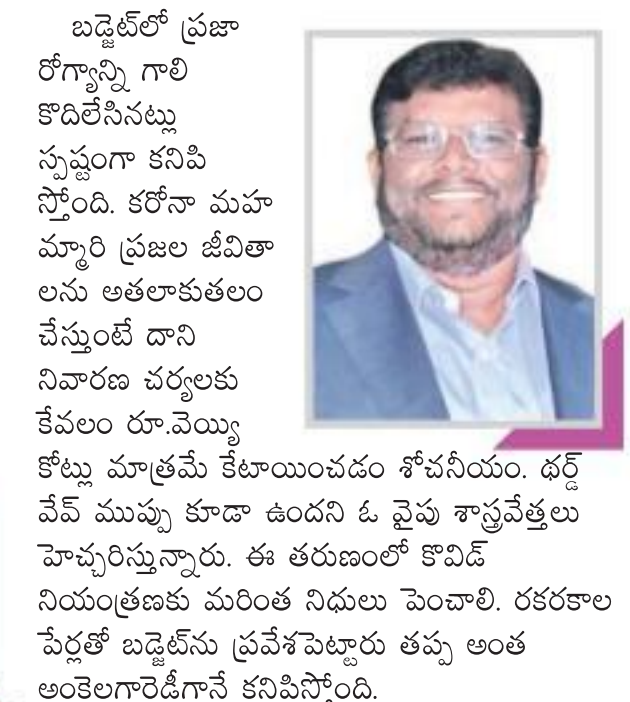 బడ్జెట్‌లో ప్రజా
రోగ్యాన్ని గాలి
కొదిలేసినట్లు
స్పష్టంగా కనిపి
స్తోంది. కరోనా మహ
మ్మారి ప్రజల జీవితా
లను అతలాకుతలం
చేస్తుంటే దాని
నివారణ చర్యలకు
కేవలం రూ.వెయ్యి
కోట్లు మాత్రమే కేటాయించడం శోచనీయం. థర్డ్
వేవ్ ముప్పు కూడా ఉందని ఓ వైపు శాస్త్రవేత్తలు
హెచ్చరిస్తున్నారు. ఈ తరుణంలో కొవిడ్
నియంత్రణకు మరింత నిధులు పెంచాలి. రకరకాల
పేర్లతో బడ్జెట్‌ను ప్రవేశపెట్టారు తప్ప అంత
అంకెలగారెడీగానే కనిపిస్తోంది.